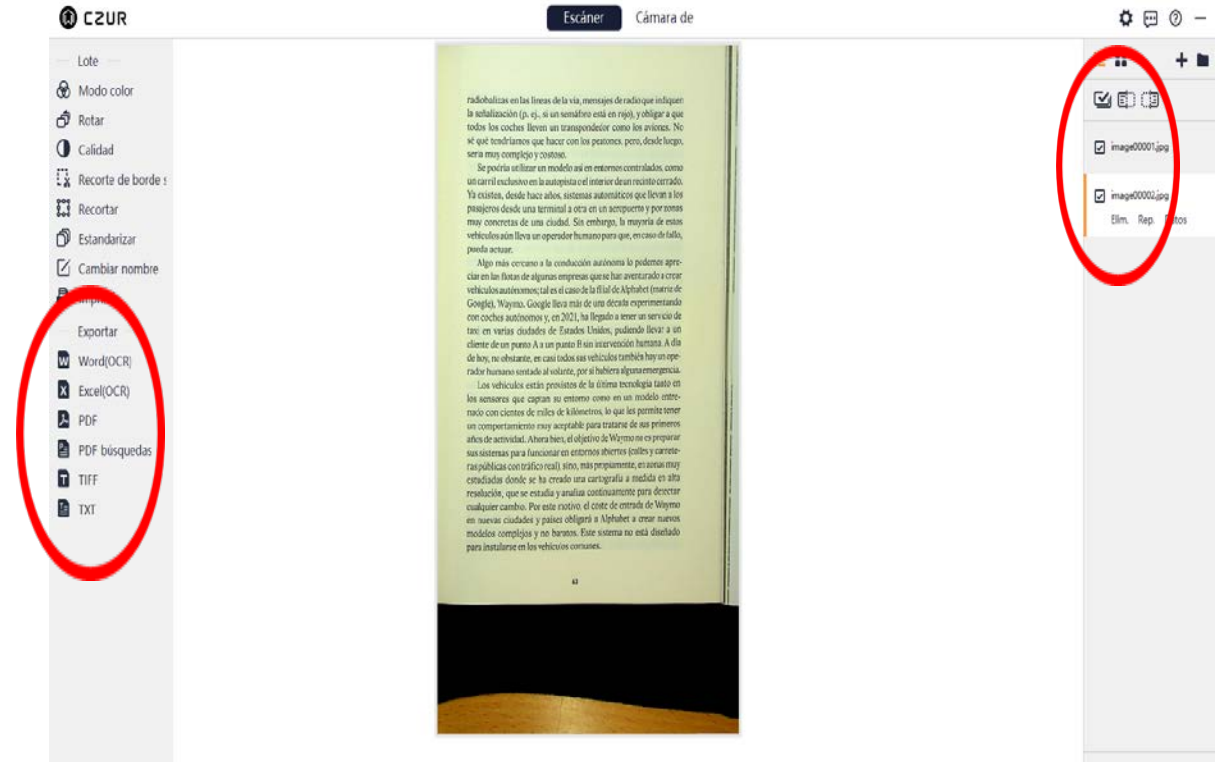 CZUR
Escáner
Cámara de
Lote
Modo color
Rotar
Calidad
Recorte de borde s
Recortar
Estandarizar
Cambiar nombre
Exportar
Word(OCR)
Excel(OCR)
PDF
PDF búsquedas
TIFF
TXT
radiobalizas en las líneas de la vía, mensajes de radio que indiquen
la señalización (p. ej., si un semáforo está en rojo), y obligar a que
todos los coches lleven un transpondedor como los aviones. No
sé qué tendríamos que hacer con los peatones, pero, desde luego,
sería muy complejo y costoso.
Se podría utilizar un modelo así en entornos controlados, como
un carril exclusivo en la autopista o el interior de un recinto cerrado.
Ya existen, desde hace años, sistemas automáticos que llevan a los
pasajeros desde una terminal a otra en un aeropuerto y por zonas
muy concretas de una ciudad. Sin embargo, la mayoría de estos
vehículos aún lleva un operador humano para que, en caso de fallo,
pueda actuar.
Algo más cercano a la conducción autónoma lo podemos apre-
ciar en las flotas de algunas empresas que se han aventurado a crear
vehículos autónomos; tal es el caso de la filial de Alphabet (matriz de
Google), Waymo. Google lleva más de una década experimentando
con coches autónomos y, en 2021, ha llegado a tener un servicio de
taxi en varias ciudades de Estados Unidos, pudiendo llevar a un
cliente de un punto A a un punto B sin intervención humana. A día
de hoy, no obstante, en casi todos sus vehículos también hay un ope-
rador humano sentado al volante, por si hubiera alguna emergencia.
Los vehículos están provistos de la última tecnología tanto en
los sensores que captan su entorno como en un modelo entre-
nado con cientos de miles de kilómetros, lo que les permite tener
un comportamiento muy aceptable para tratarse de sus primeros
años de actividad. Ahora bien, el objetivo de Waymo no es preparar
sus sistemas para funcionar en entornos abiertos (calles y carrete-
ras públicas con tráfico real), sino, más propiamente, en zonas muy
estudiadas donde se ha creado una cartografía a medida en alta
resolución, que se estudia y analiza continuamente para detectar
cualquier cambio. Por este motivo, el coste de entrada de Waymo
en nuevas ciudades y países obligará a Alphabet a crear nuevos
modelos complejos y no baratos. Este sistema no está diseñado
para instalarse en los vehículos comunes.
63
image00001.jpg
image00002.jpg
Elim. Rep.